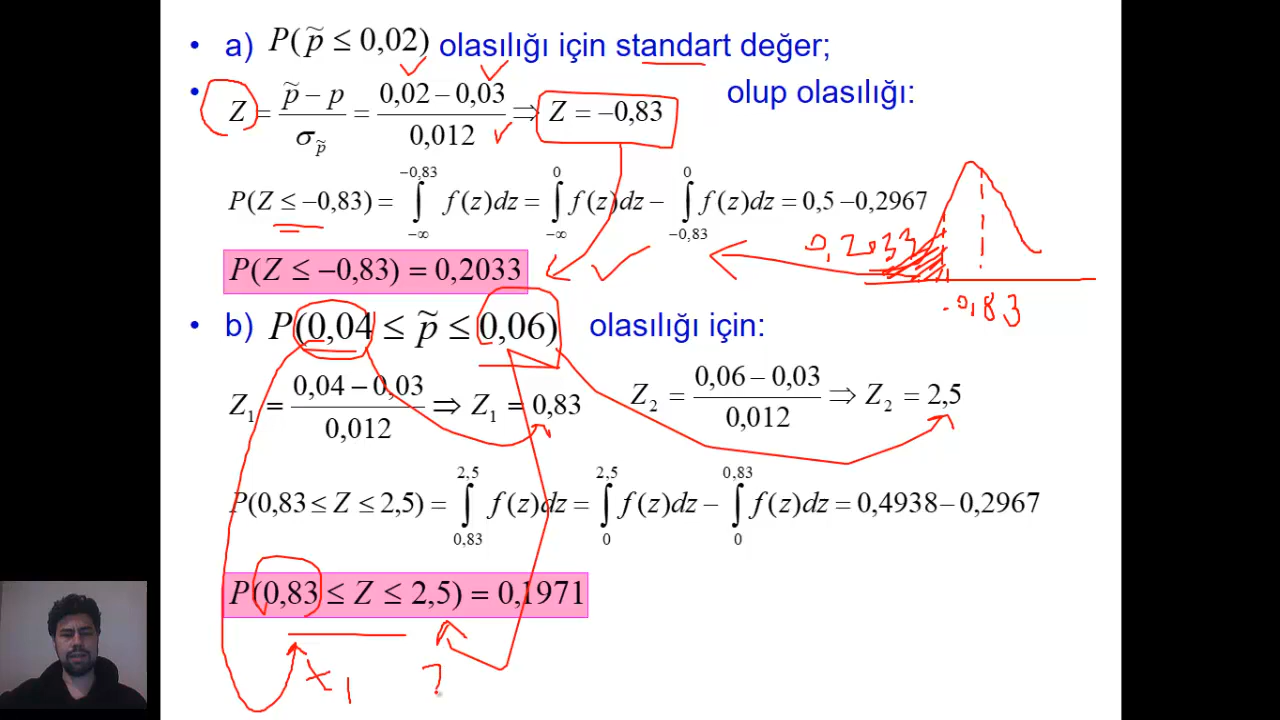 • a) P(p̃ ≤ 0,02) olasılığı için standart değer;
• Z = (p̃ − p)/σ_p̃ = (0,02 − 0,03)/0,012 ⇒ Z = −0,83 olup olasılığı:
P(Z ≤ −0,83) = ∫_{−∞}^{−0,83} f(z)dz = ∫_{−∞}^{0} f(z)dz − ∫_{−0,83}^{0} f(z)dz = 0,5 − 0,2967
0,2033
P(Z ≤ −0,83) = 0,2033
-0,83
• b) P(0,04 ≤ p̃ ≤ 0,06) olasılığı için:
Z₁ = (0,04 − 0,03)/0,012 ⇒ Z₁ = 0,83 Z₂ = (0,06 − 0,03)/0,012 ⇒ Z₂ = 2,5
P(0,83 ≤ Z ≤ 2,5) = ∫_{0,83}^{2,5} f(z)dz = ∫_{0}^{2,5} f(z)dz − ∫_{0}^{0,83} f(z)dz = 0,4938 − 0,2967
P(0,83 ≤ Z ≤ 2,5) = 0,1971
x₁ ?